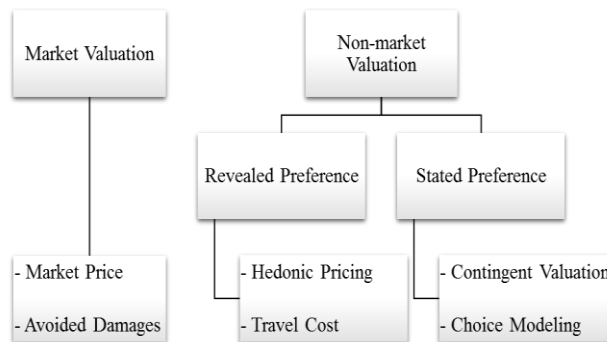 Market Valuation
Non-market
Valuation
Revealed Preference
Stated Preference
- Market Price
- Avoided Damages
- Hedonic Pricing
- Travel Cost
- Contingent Valuation
- Choice Modeling